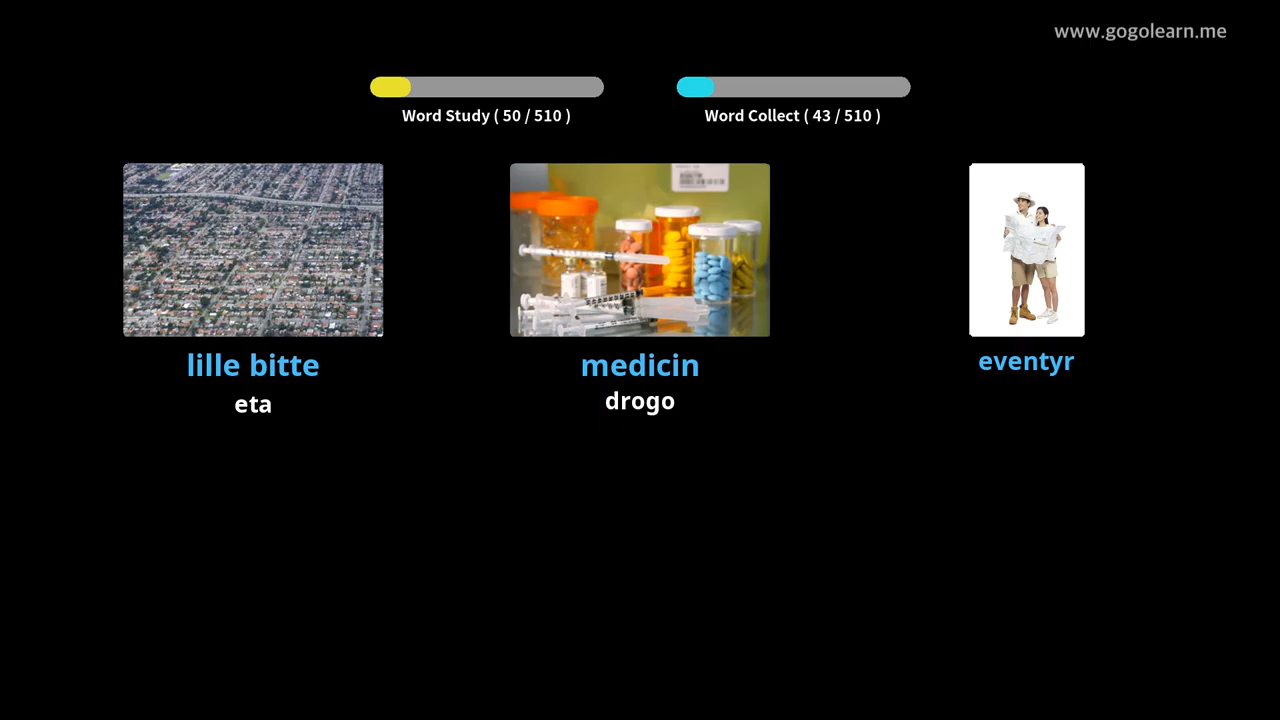 www.gogolearn.me
Word Study ( 50 / 510 )
Word Collect ( 43 / 510 )
lille bitte
eta
medicin
drogo
eventyr